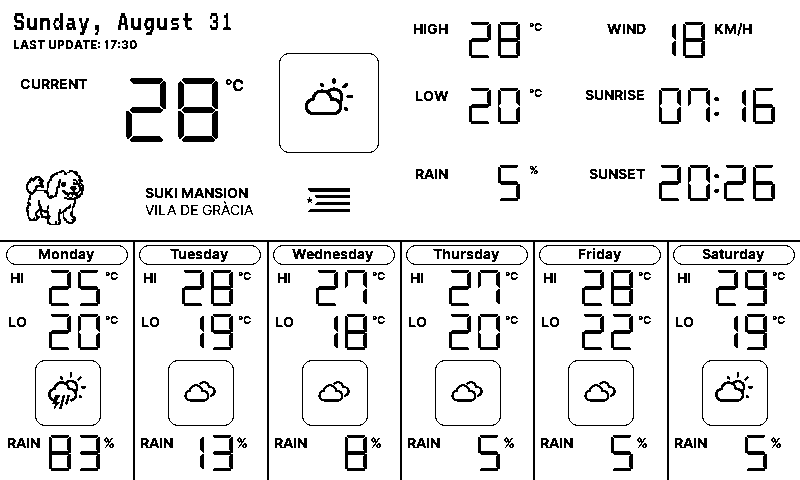 Sunday, August 31
LAST UPDATE: 17:30
CURRENT 28 °C
SUKI MANSION
VILA DE GRÀCIA
HIGH 28 °C
LOW 20 °C
RAIN 5 %
WIND 18 KM/H
SUNRISE 07:16
SUNSET 20:26
Monday
HI 25 °C
LO 20 °C
RAIN 83 %
Tuesday
HI 28 °C
LO 19 °C
RAIN 13 %
Wednesday
HI 27 °C
LO 18 °C
RAIN 8 %
Thursday
HI 27 °C
LO 20 °C
RAIN 5 %
Friday
HI 28 °C
LO 22 °C
RAIN 5 %
Saturday
HI 29 °C
LO 19 °C
RAIN 5 %